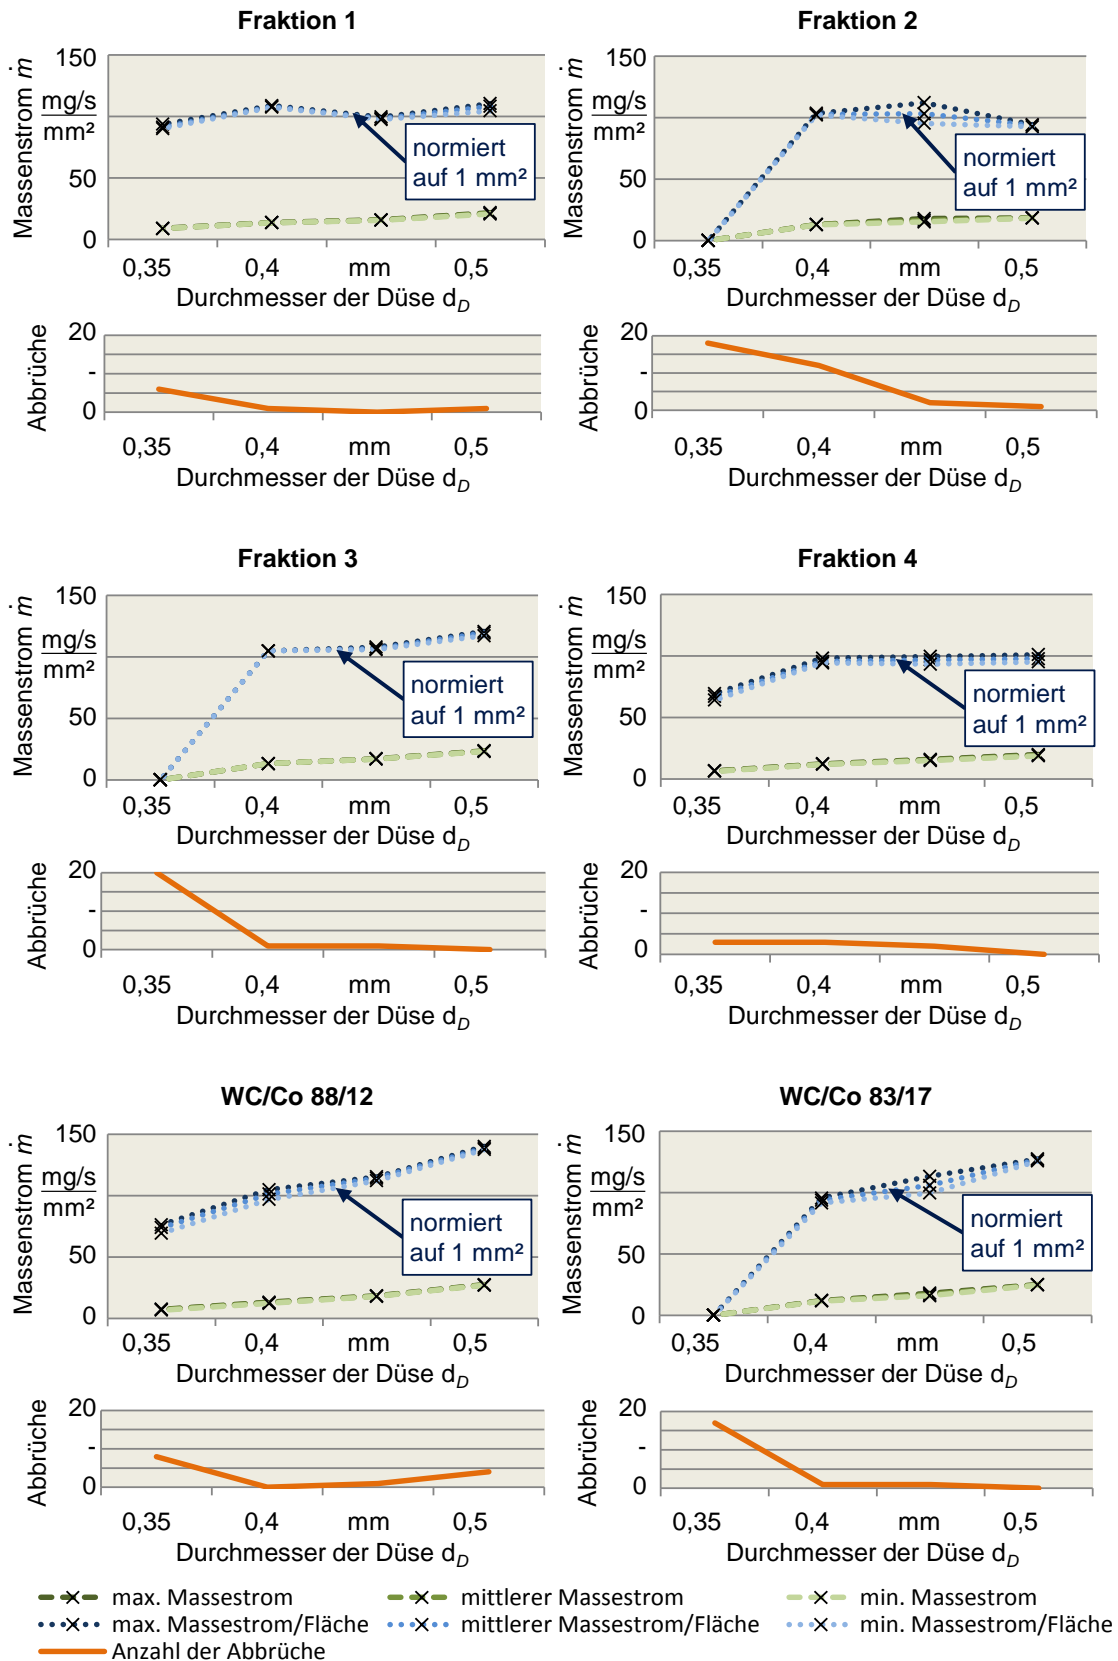 Fraktion 1
Massenstrom ṁ
mg/s
mm²
150
50
0
normiert
auf 1 mm²
0,35 0,4 mm 0,5
Durchmesser der Düse d_D
Abbrüche
20
-
0
0,35 0,4 mm 0,5
Durchmesser der Düse d_D
Fraktion 2
Massenstrom ṁ
mg/s
mm²
150
50
0
normiert
auf 1 mm²
0,35 0,4 mm 0,5
Durchmesser der Düse d_D
Abbrüche
20
-
0
0,35 0,4 mm 0,5
Durchmesser der Düse d_D
Fraktion 3
Massenstrom ṁ
mg/s
mm²
150
50
0
normiert
auf 1 mm²
0,35 0,4 mm 0,5
Durchmesser der Düse d_D
Abbrüche
20
-
0
0,35 0,4 mm 0,5
Durchmesser der Düse d_D
Fraktion 4
Massenstrom ṁ
mg/s
mm²
150
50
0
normiert
auf 1 mm²
0,35 0,4 mm 0,5
Durchmesser der Düse d_D
Abbrüche
20
-
0
0,35 0,4 mm 0,5
Durchmesser der Düse d_D
WC/Co 88/12
Massenstrom ṁ
mg/s
mm²
150
50
0
normiert
auf 1 mm²
0,35 0,4 mm 0,5
Durchmesser der Düse d_D
Abbrüche
20
-
0
0,35 0,4 mm 0,5
Durchmesser der Düse d_D
WC/Co 83/17
Massenstrom ṁ
mg/s
mm²
150
50
0
normiert
auf 1 mm²
0,35 0,4 mm 0,5
Durchmesser der Düse d_D
Abbrüche
20
-
0
0,35 0,4 mm 0,5
Durchmesser der Düse d_D
max. Massestrom mittlerer Massestrom min. Massestrom
max. Massestrom/Fläche mittlerer Massestrom/Fläche min. Massestrom/Fläche
Anzahl der Abbrüche